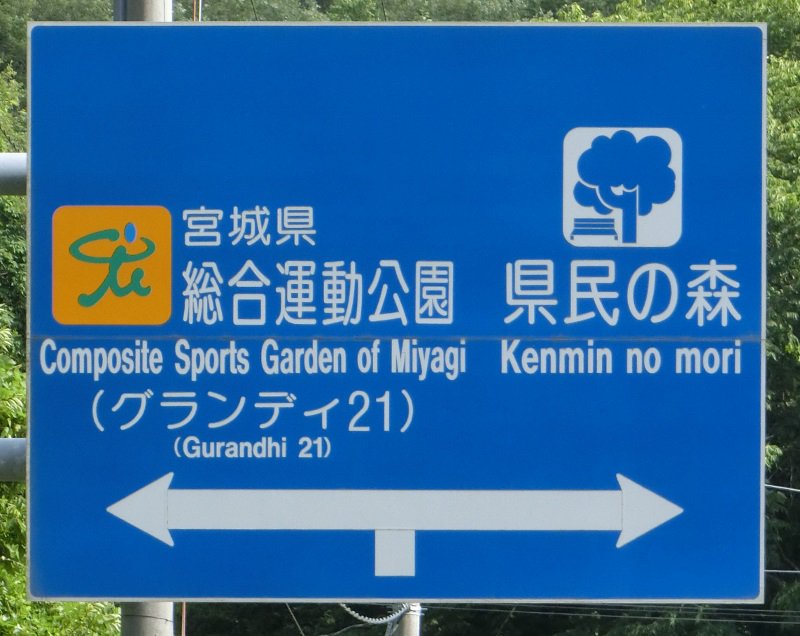 宮城県
総合運動公園
Composite Sports Garden of Miyagi
(グランディ21)
(Gurandhi 21)
県民の森
Kenmin no mori